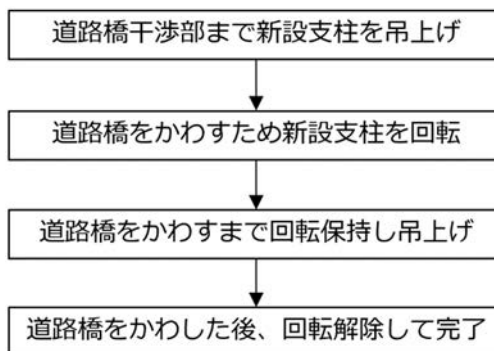 道路橋干渉部まで新設支柱を吊上げ
道路橋をかわすため新設支柱を回転
道路橋をかわすまで回転保持し吊上げ
道路橋をかわした後、回転解除して完了